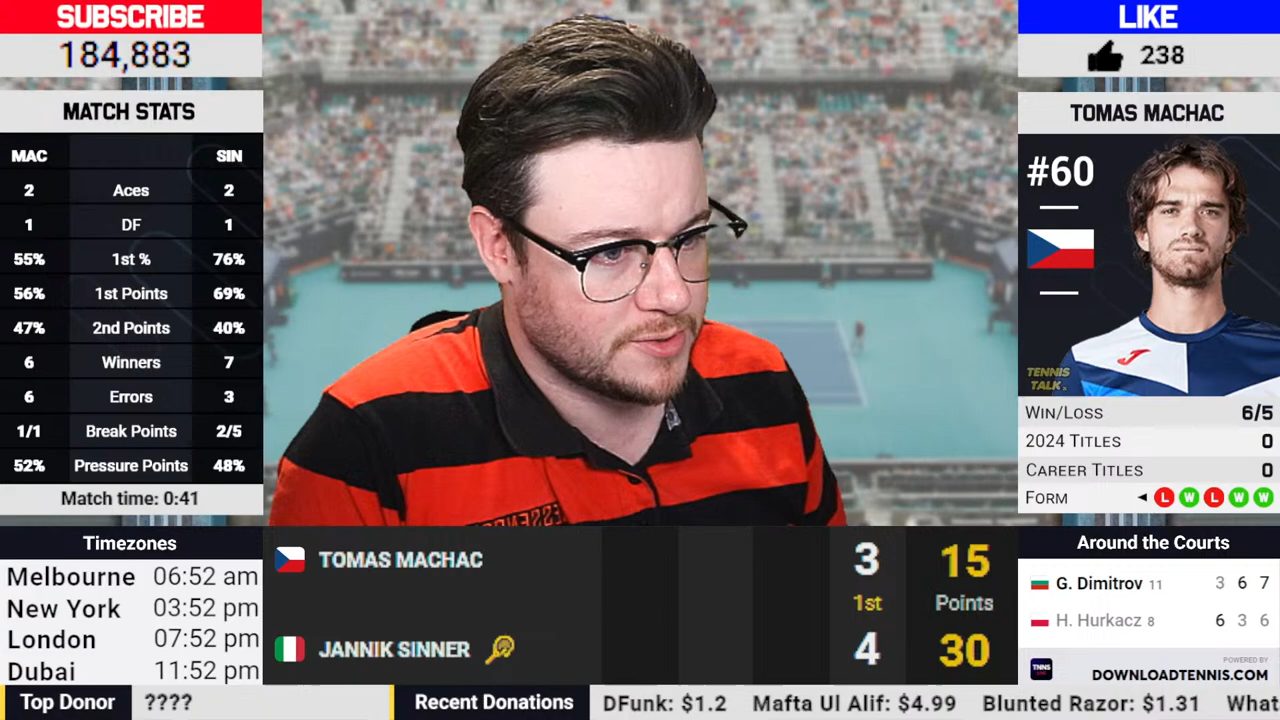 SUBSCRIBE
184,883
MATCH STATS
MAC SIN
2 Aces 2
1 DF 1
55% 1st % 76%
56% 1st Points 69%
47% 2nd Points 40%
6 Winners 7
6 Errors 3
1/1 Break Points 2/5
52% Pressure Points 48%
Match time: 0:41
Timezones
Melbourne 06:52 am
New York 03:52 pm
London 07:52 pm
Dubai 11:52 pm
TOMAS MACHAC 3 15
1st Points
JANNIK SINNER 4 30
LIKE
238
TOMAS MACHAC
#60
TENNIS
TALK
WIN/LOSS 6/5
2024 TITLES 0
CAREER TITLES 0
FORM L W L W W
Around the Courts
G. Dimitrov 11 3 6 7
H. Hurkacz 8 6 3 6
TNNS
POWERED BY
DOWNLOADTENNIS.COM
Top Donor ???? Recent Donations DFunk: $1.2 Mafta Ul Alif: $4.99 Blunted Razor: $1.31 What